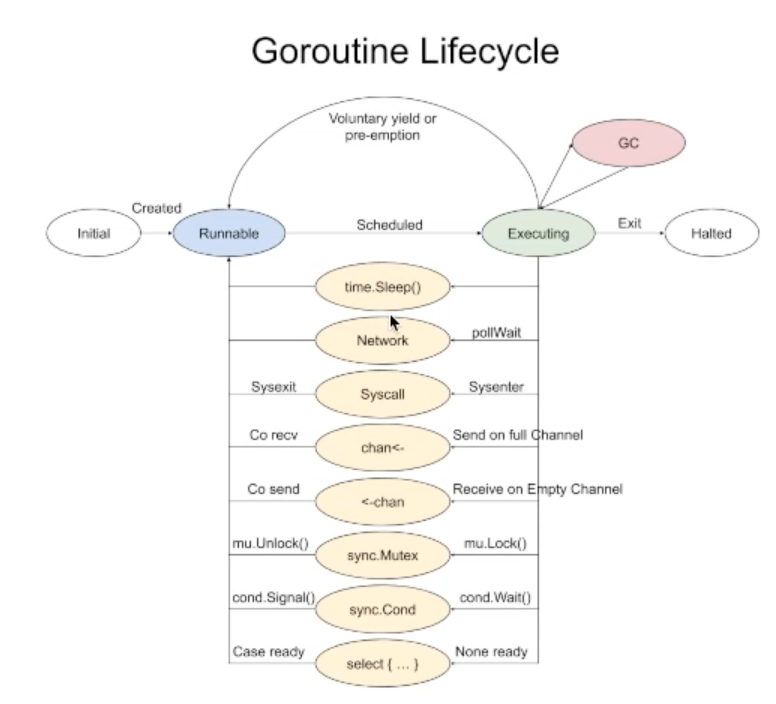 Goroutine Lifecycle
Voluntary yield or
pre-emption
GC
Created
Initial
Runnable
Scheduled
Executing
Exit
Halted
time.Sleep()
Network
pollWait
Sysexit
Syscall
Sysenter
Co recv
chan<-
Send on full Channel
Co send
<-chan
Receive on Empty Channel
mu.Unlock()
sync.Mutex
mu.Lock()
cond.Signal()
sync.Cond
cond.Wait()
Case ready
select { ... }
None ready